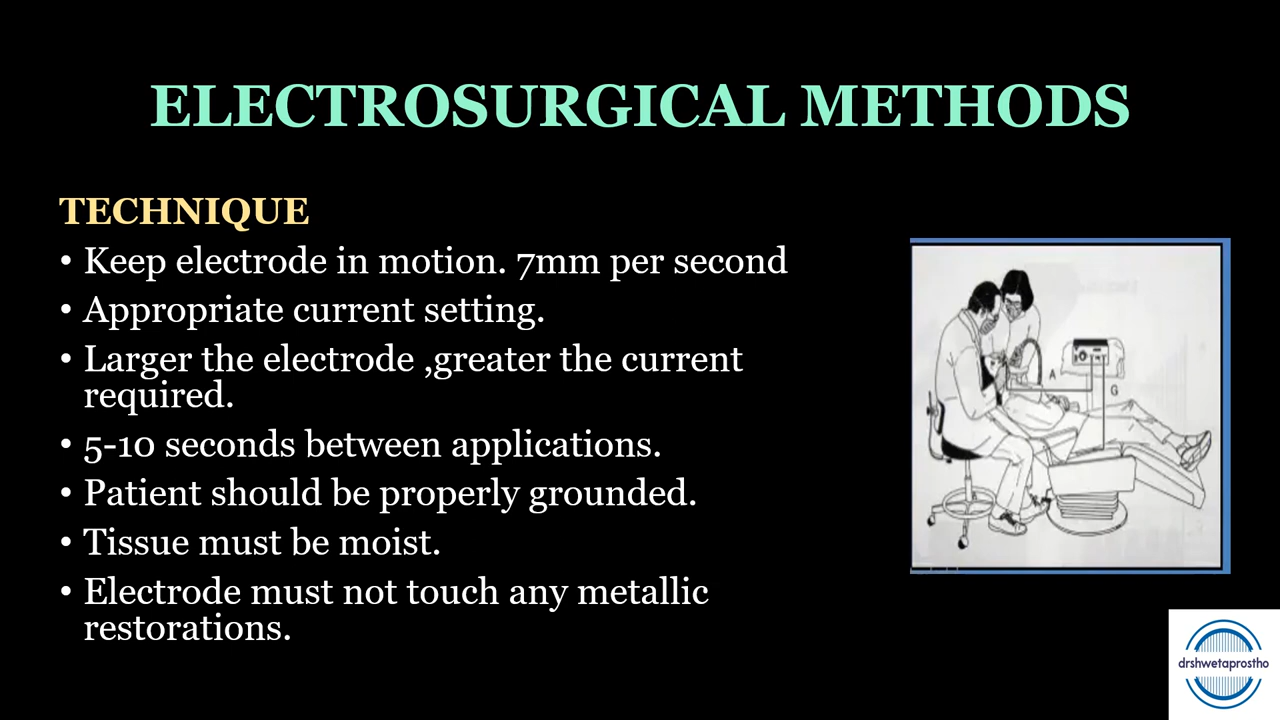 ELECTROSURGICAL METHODS
TECHNIQUE
• Keep electrode in motion. 7mm per second
• Appropriate current setting.
• Larger the electrode ,greater the current
required.
• 5-10 seconds between applications.
• Patient should be properly grounded.
• Tissue must be moist.
• Electrode must not touch any metallic
restorations.
A
G
drshwetaprostho